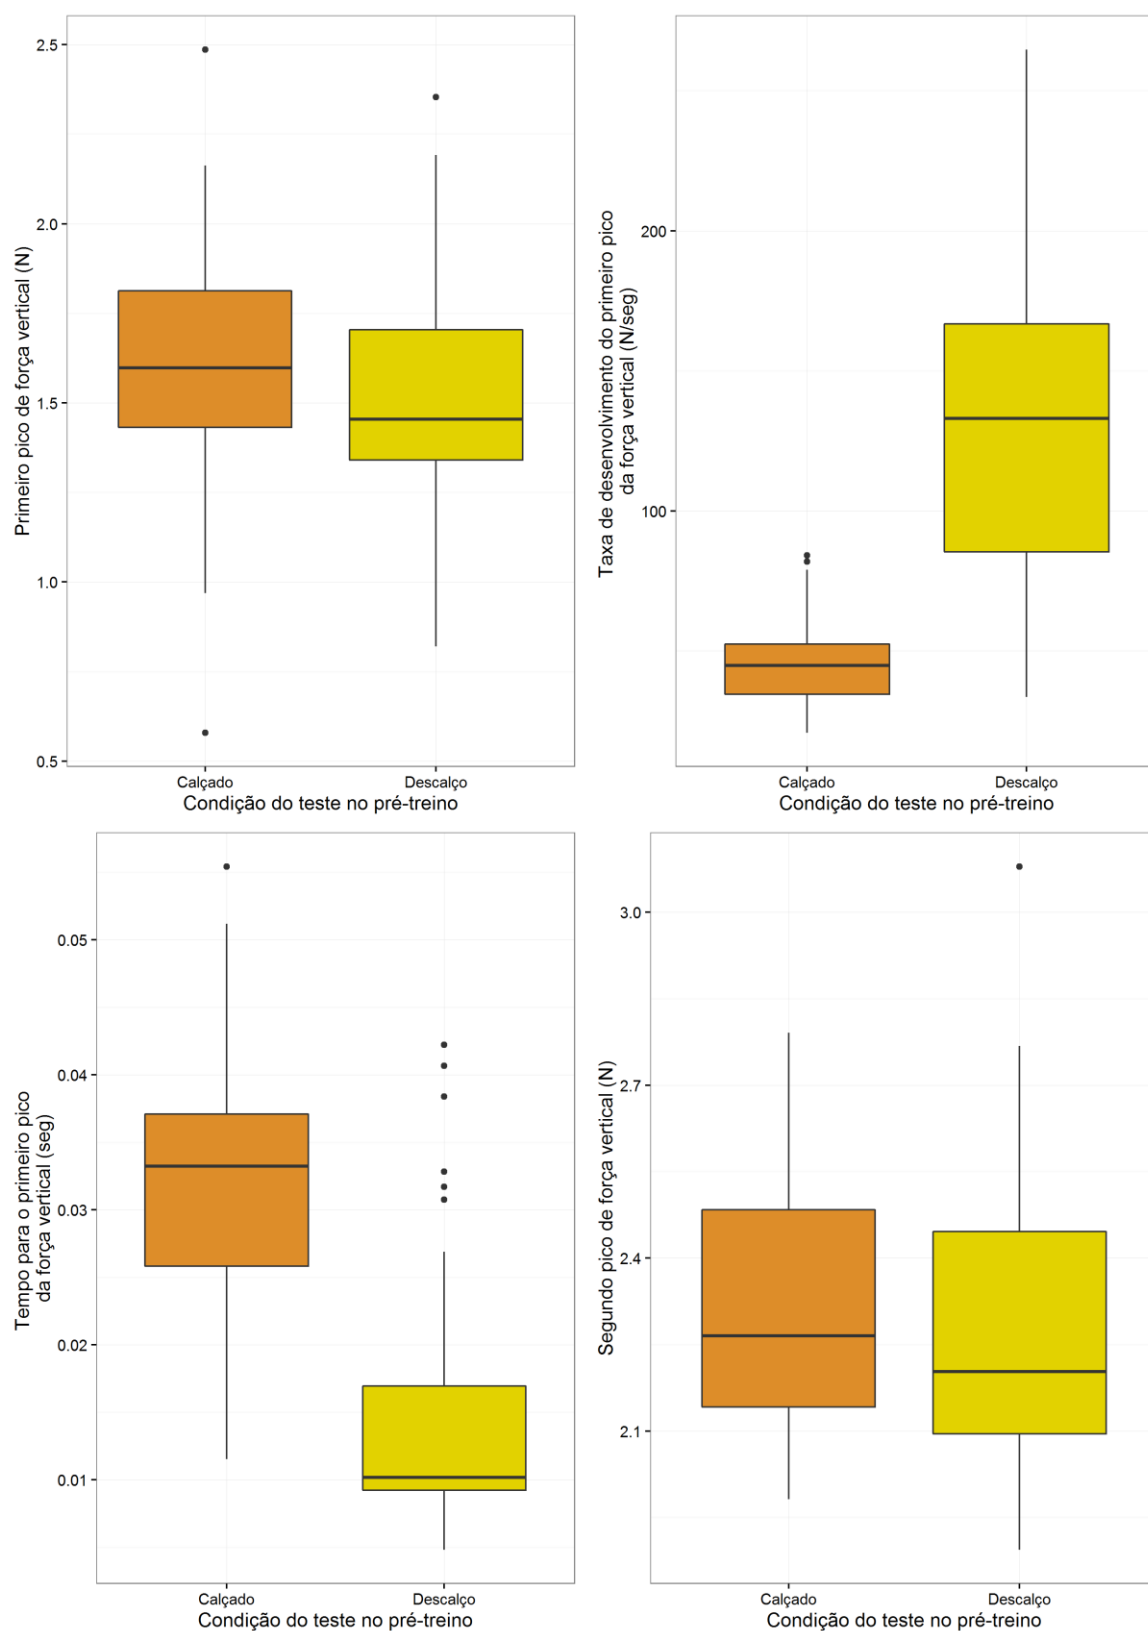 Primeiro pico de força vertical (N)
2.5
2.0
1.5
1.0
0.5
Calçado
Descalço
Condição do teste no pré-treino
Taxa de desenvolvimento do primeiro pico
da força vertical (N/seg)
200
100
Calçado
Descalço
Condição do teste no pré-treino
Tempo para o primeiro pico
da força vertical (seg)
0.05
0.04
0.03
0.02
0.01
Calçado
Descalço
Condição do teste no pré-treino
Segundo pico de força vertical (N)
3.0
2.7
2.4
2.1
Calçado
Descalço
Condição do teste no pré-treino